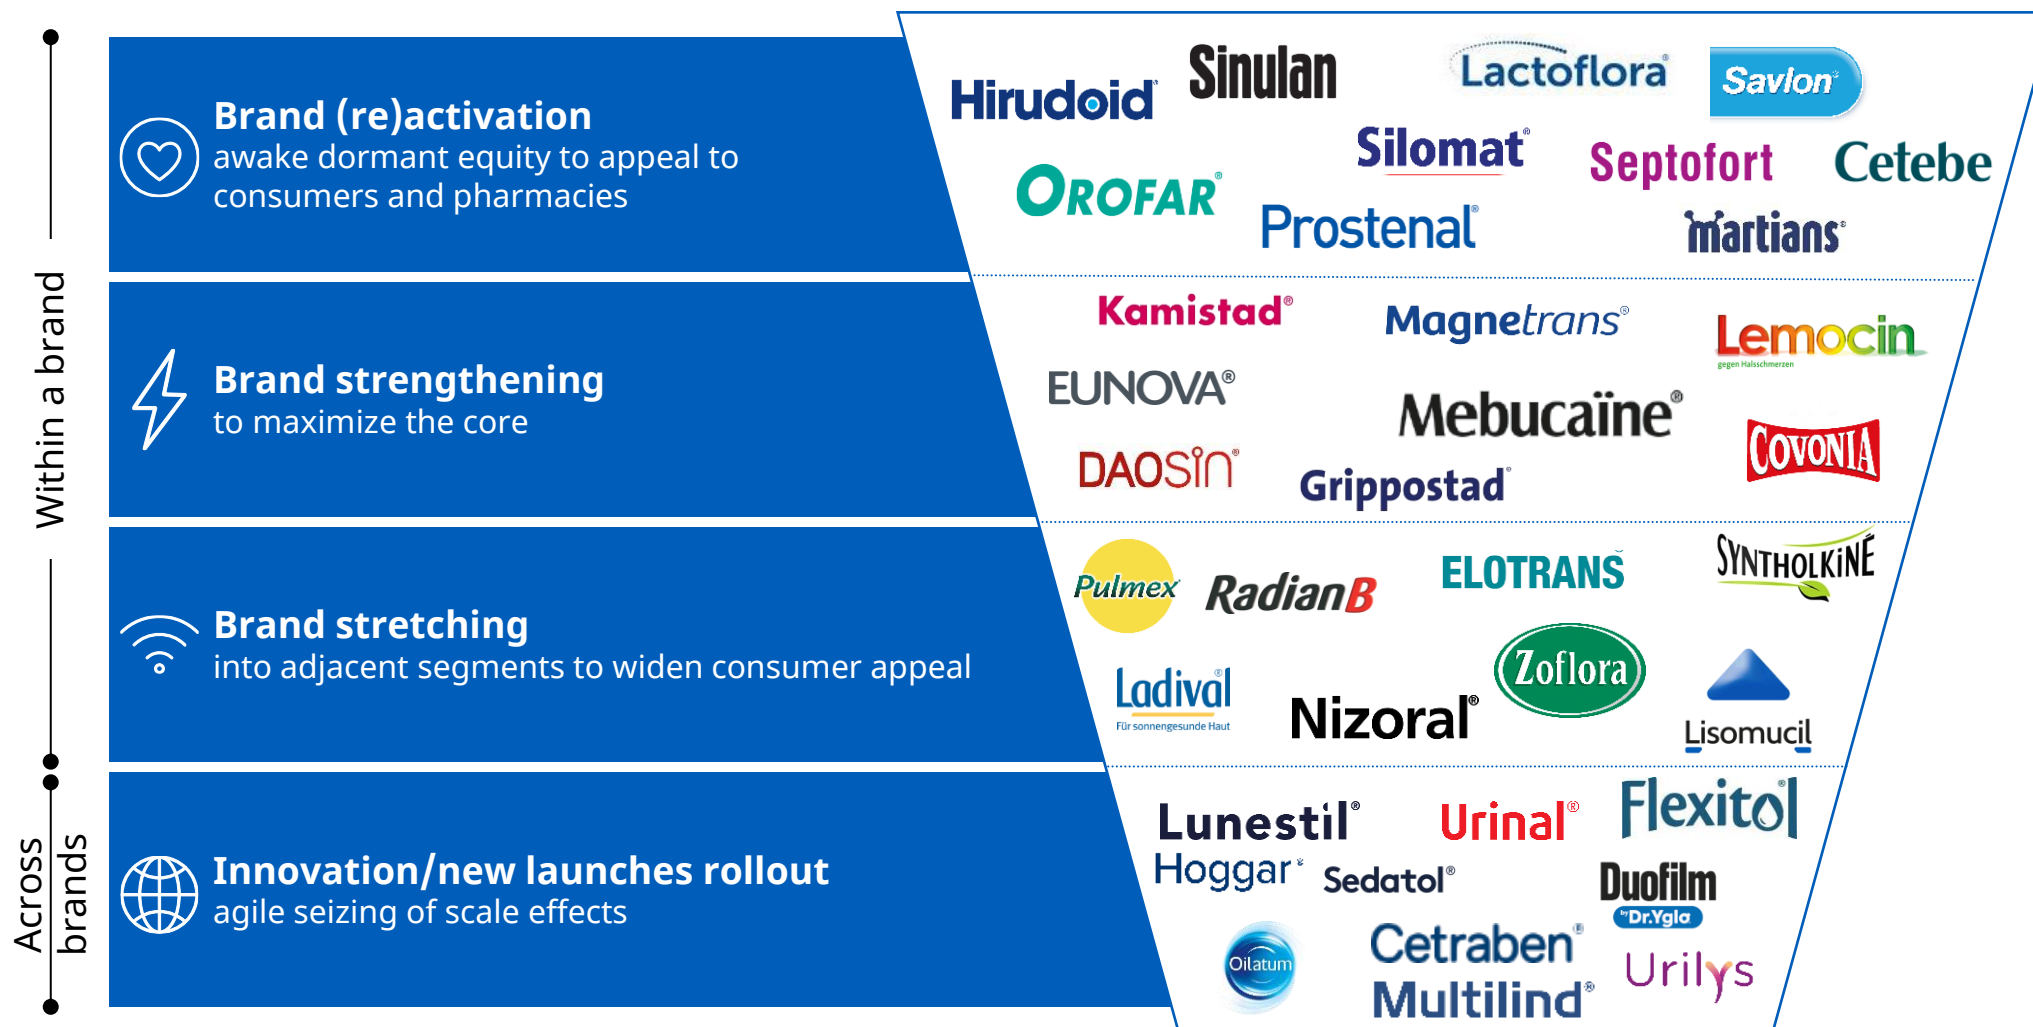 Within a brand
Across
brands
Brand (re)activation
awake dormant equity to appeal to
consumers and pharmacies
Hirudoid
Sinulan
Lactoflora®
Savlon
Silomat®
Septofort
Cetebe
OROFAR®
Prostenal®
martians®
Brand strengthening
to maximize the core
Kamistad®
Magnetrans®
Lemocin
gegen Halsschmerzen
EUNOVA®
Mebucaïne®
COVONIA
DAOSiN®
Grippostad®
Brand stretching
into adjacent segments to widen consumer appeal
Pulmex
Radian B
ELOTRANS
SYNTHOLKiNÉ
Ladival®
Für sonnengesunde Haut
Nizoral®
Zoflora
Lisomucil
Innovation/new launches rollout
agile seizing of scale effects
Lunestil®
Urinal®
Flexitol®
Hoggar®
Sedatol®
Duofilm
by Dr.Ygla
Oilatum
Cetraben®
Urilys
Multilind®